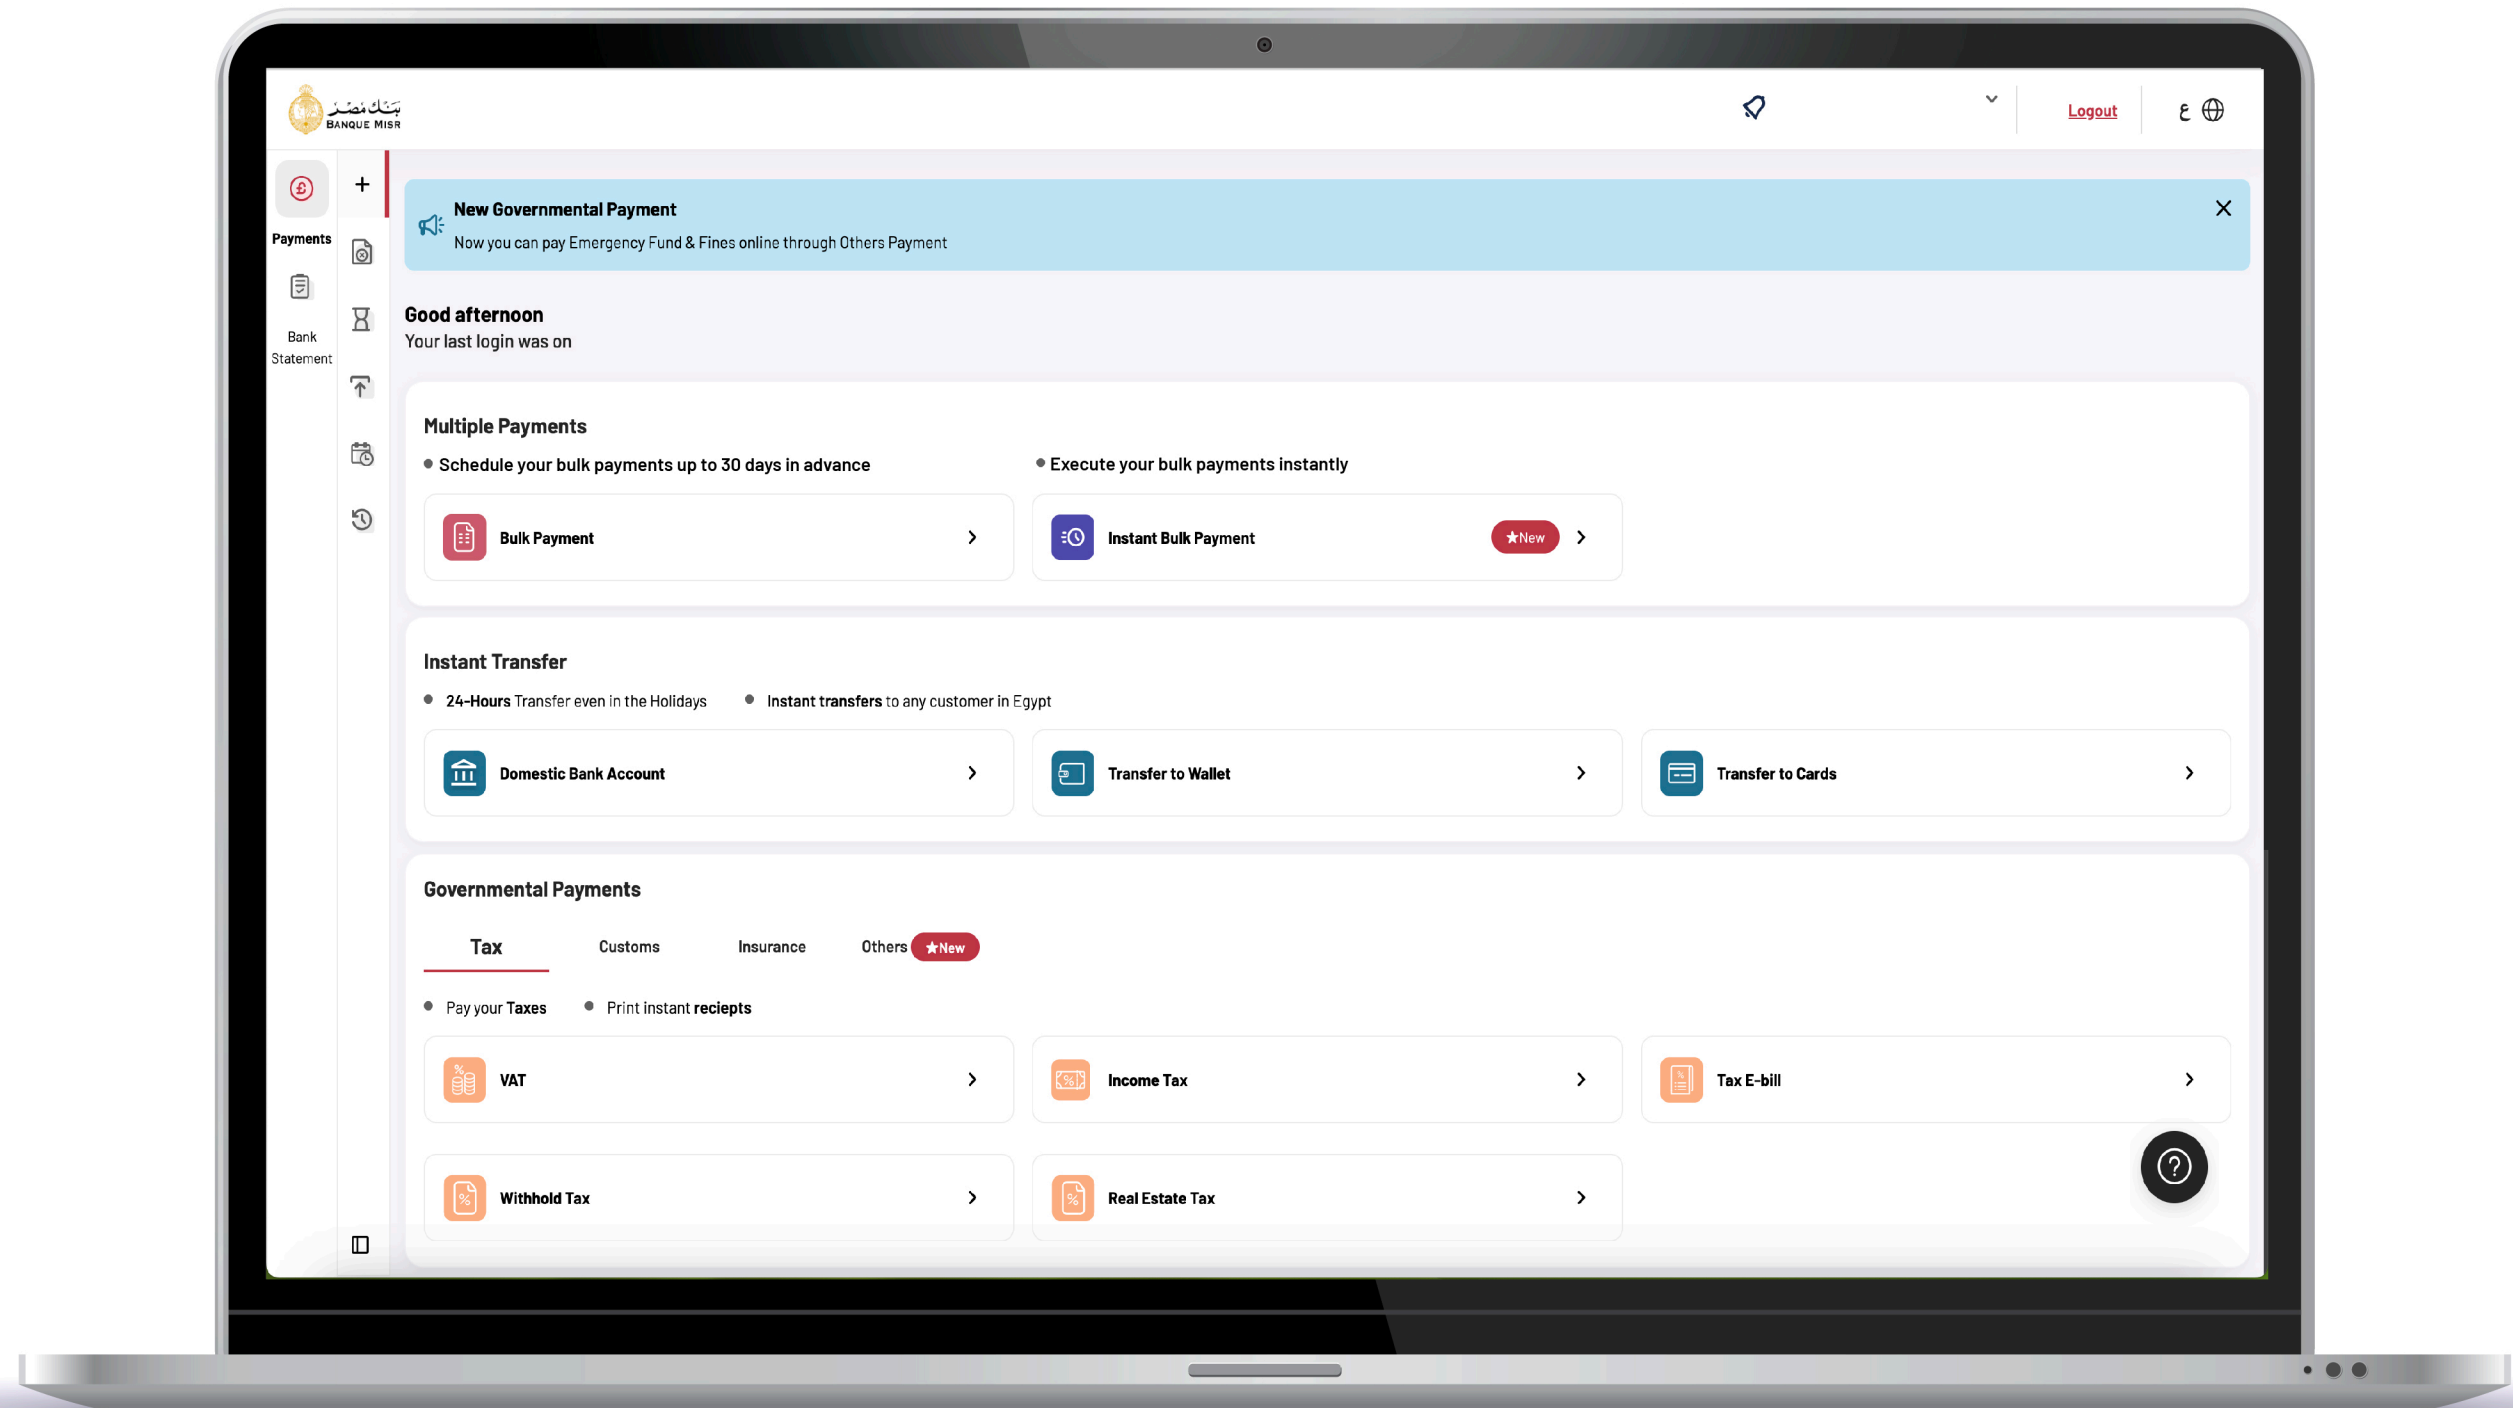 بنك مصر
BANQUE MISR
Logout
ع
Payments
Bank
Statement
New Governmental Payment
Now you can pay Emergency Fund & Fines online through Others Payment
Good afternoon
Your last login was on
Multiple Payments
Schedule your bulk payments up to 30 days in advance
Execute your bulk payments instantly
Bulk Payment
Instant Bulk Payment
New
Instant Transfer
24-Hours Transfer even in the Holidays
Instant transfers to any customer in Egypt
Domestic Bank Account
Transfer to Wallet
Transfer to Cards
Governmental Payments
Tax
Customs
Insurance
Others
New
Pay your Taxes
Print instant reciepts
VAT
Income Tax
Tax E-bill
Withhold Tax
Real Estate Tax